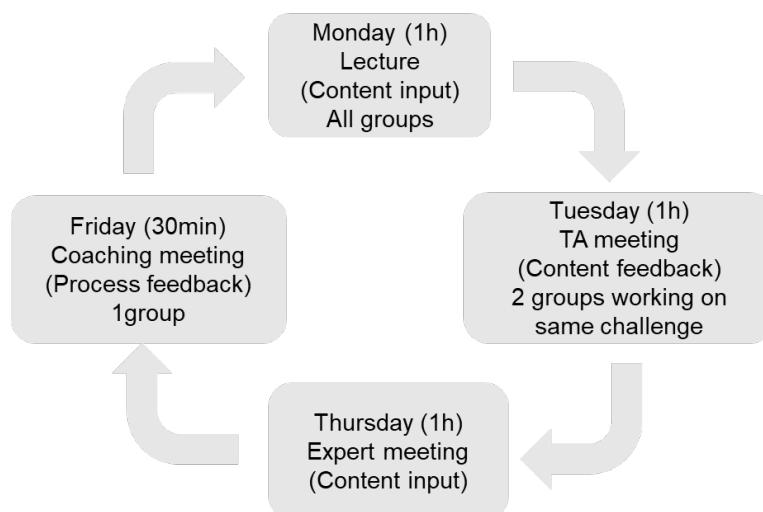 Monday (1h)
Lecture
(Content input)
All groups
Tuesday (1h)
TA meeting
(Content feedback)
2 groups working on
same challenge
Thursday (1h)
Expert meeting
(Content input)
Friday (30min)
Coaching meeting
(Process feedback)
1group